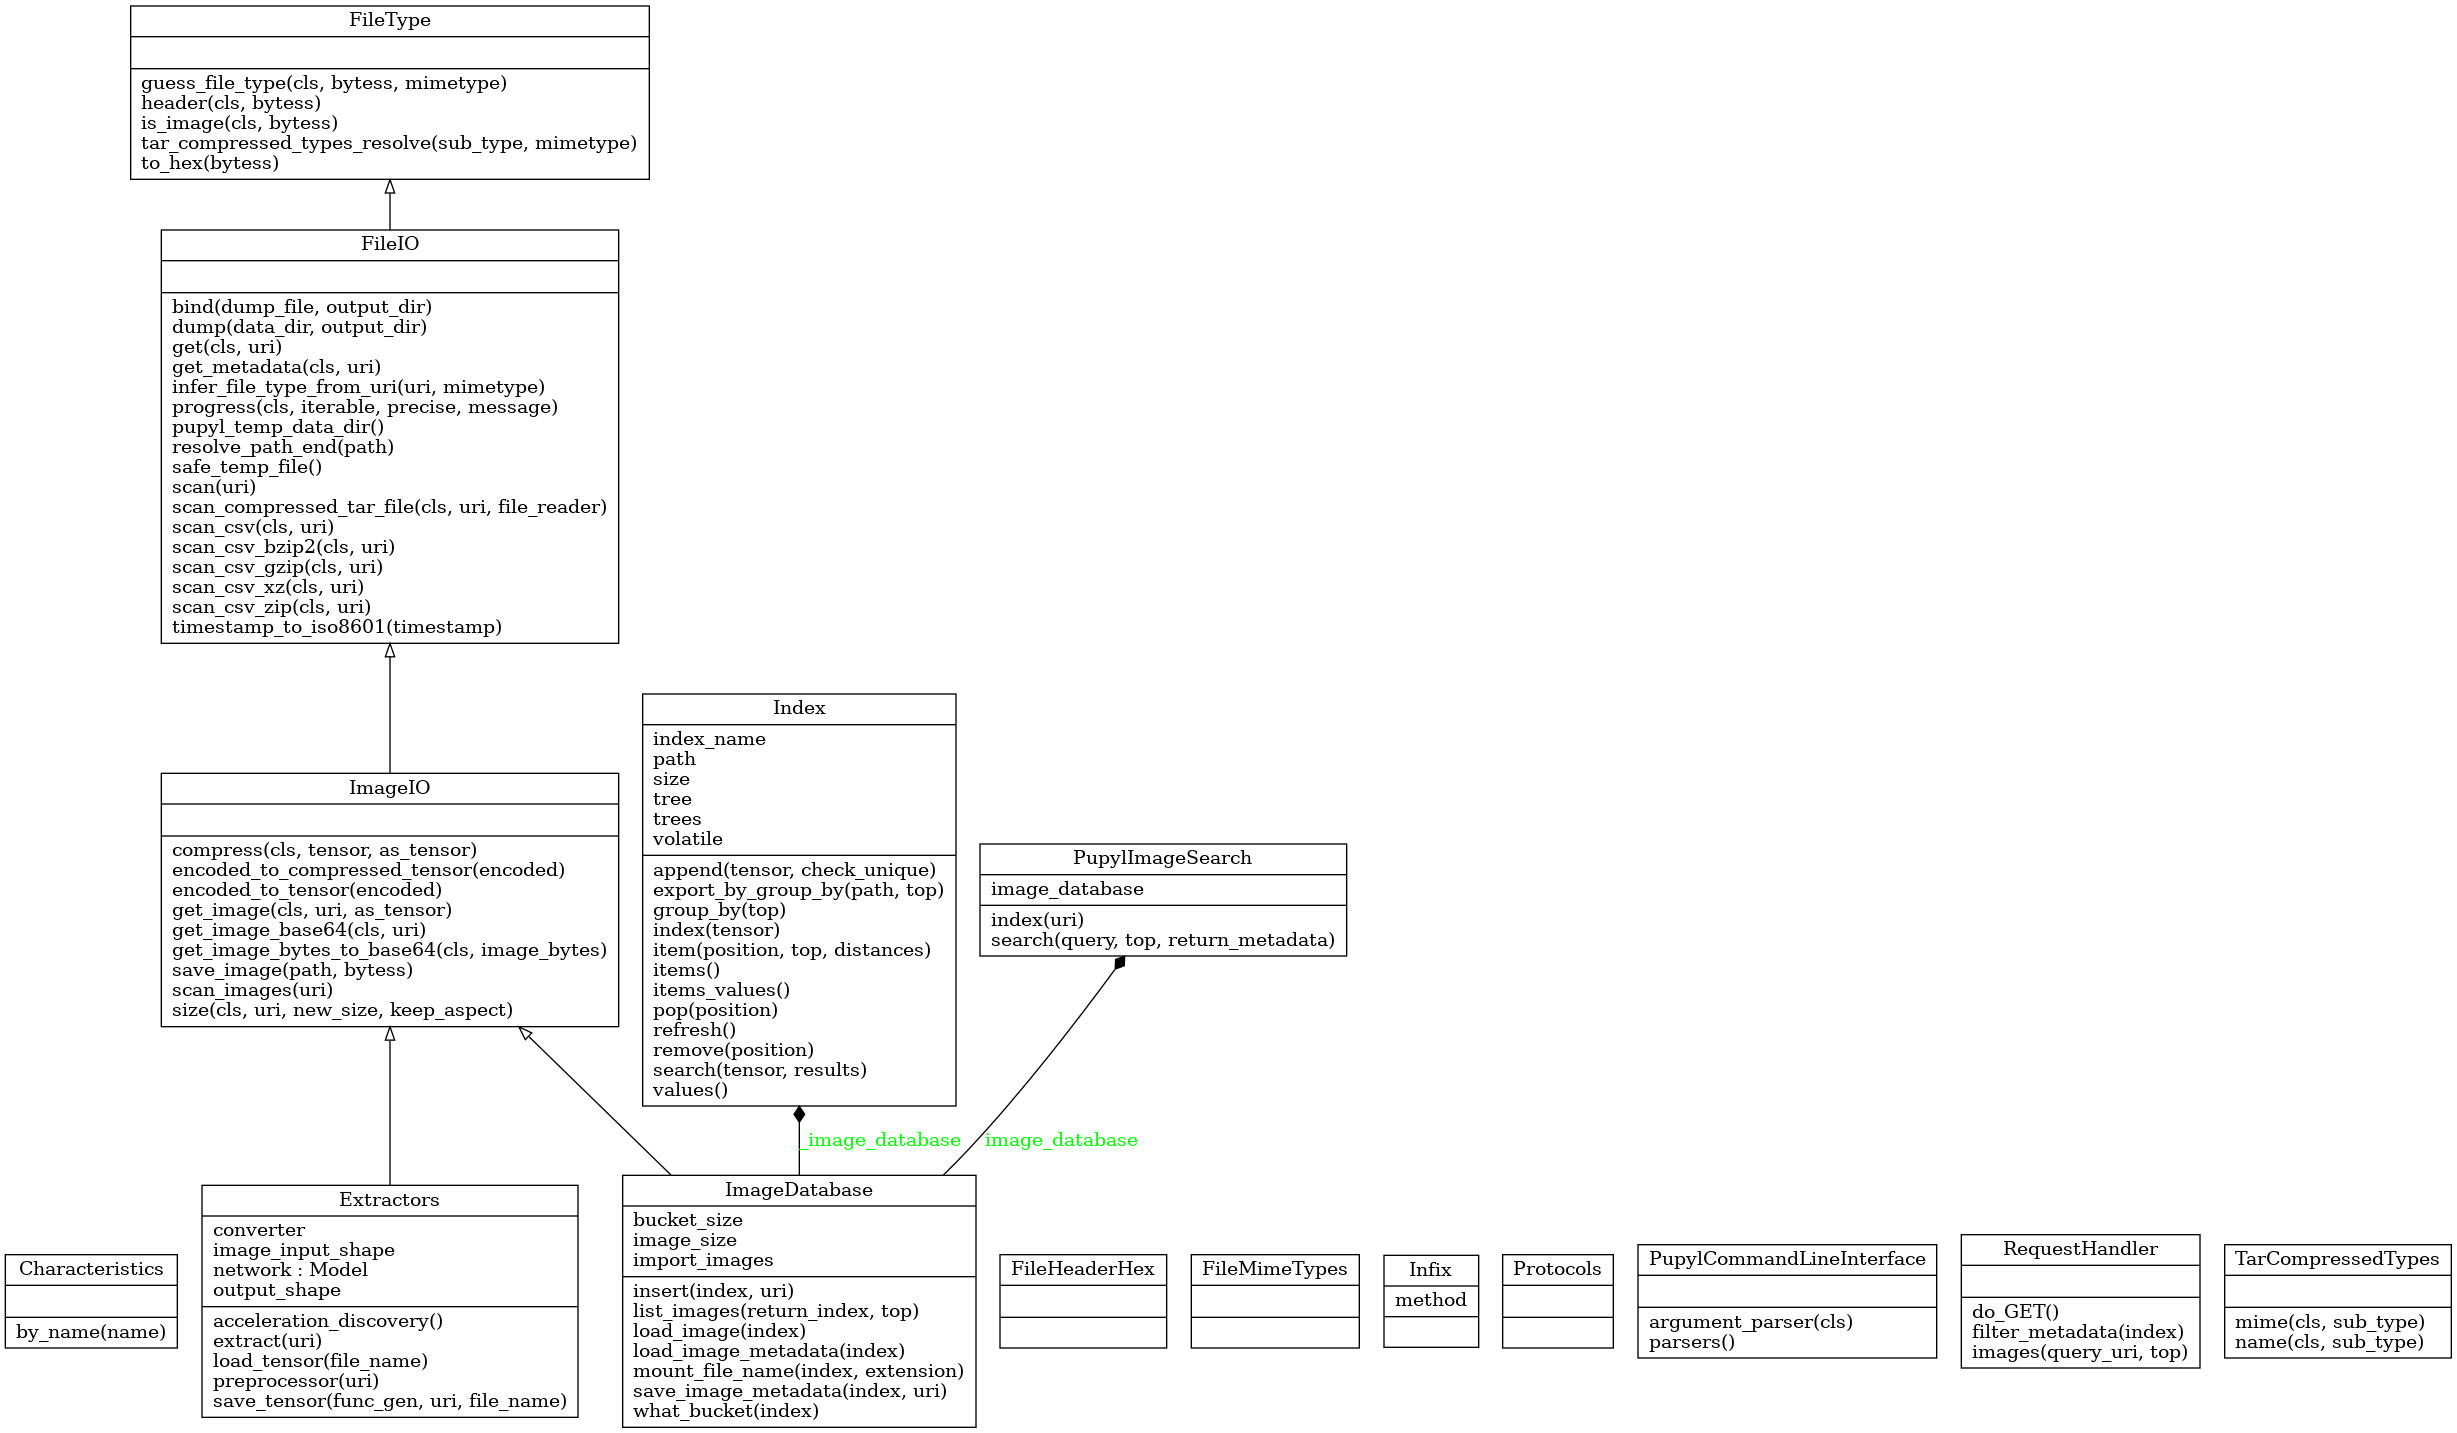 FileType
guess_file_type(cls, bytess, mimetype)
header(cls, bytess)
is_image(cls, bytess)
tar_compressed_types_resolve(sub_type, mimetype)
to_hex(bytess)
FileIO
bind(dump_file, output_dir)
dump(data_dir, output_dir)
get(cls, uri)
get_metadata(cls, uri)
infer_file_type_from_uri(uri, mimetype)
progress(cls, iterable, precise, message)
pupyl_temp_data_dir()
resolve_path_end(path)
safe_temp_file()
scan(uri)
scan_compressed_tar_file(cls, uri, file_reader)
scan_csv(cls, uri)
scan_csv_bzip2(cls, uri)
scan_csv_gzip(cls, uri)
scan_csv_xz(cls, uri)
scan_csv_zip(cls, uri)
timestamp_to_iso8601(timestamp)
ImageIO
compress(cls, tensor, as_tensor)
encoded_to_compressed_tensor(encoded)
encoded_to_tensor(encoded)
get_image(cls, uri, as_tensor)
get_image_base64(cls, uri)
get_image_bytes_to_base64(cls, image_bytes)
save_image(path, bytess)
scan_images(uri)
size(cls, uri, new_size, keep_aspect)
Index
index_name
path
size
tree
trees
volatile
append(tensor, check_unique)
export_by_group_by(path, top)
group_by(top)
index(tensor)
item(position, top, distances)
items()
items_values()
pop(position)
refresh()
remove(position)
search(tensor, results)
values()
PupylImageSearch
image_database
index(uri)
search(query, top, return_metadata)
_image_database
image_database
Characteristics
by_name(name)
Extractors
converter
image_input_shape
network : Model
output_shape
acceleration_discovery()
extract(uri)
load_tensor(file_name)
preprocessor(uri)
save_tensor(func_gen, uri, file_name)
ImageDatabase
bucket_size
image_size
import_images
insert(index, uri)
list_images(return_index, top)
load_image(index)
load_image_metadata(index)
mount_file_name(index, extension)
save_image_metadata(index, uri)
what_bucket(index)
FileHeaderHex
FileMimeTypes
Infix
method
Protocols
PupylCommandLineInterface
argument_parser(cls)
parsers()
RequestHandler
do_GET()
filter_metadata(index)
images(query_uri, top)
TarCompressedTypes
mime(cls, sub_type)
name(cls, sub_type)